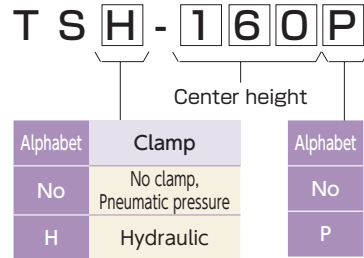 TSH-160P
Center height
Alphabet Clamp
No No clamp, Pneumatic pressure
H Hydraulic
Alphabet
No
P